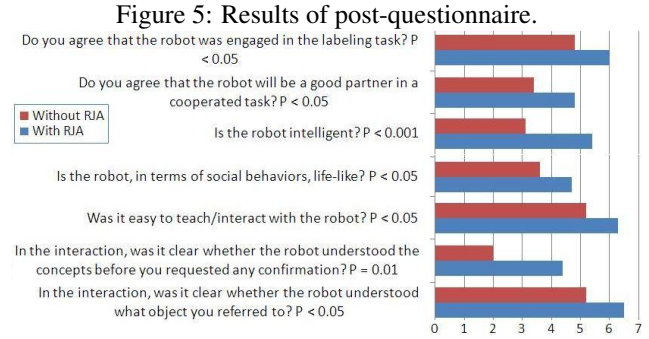 Figure 5: Results of post-questionnaire.
Do you agree that the robot was engaged in the labeling task? P
< 0.05
Do you agree that the robot will be a good partner in a
cooperated task? P < 0.05
Without RJA
With RJA
Is the robot intelligent? P < 0.001
Is the robot, in terms of social behaviors, life-like? P < 0.05
Was it easy to teach/interact with the robot? P < 0.05
In the interaction, was it clear whether the robot understood the
concepts before you requested any confirmation? P = 0.01
In the interaction, was it clear whether the robot understood
what object you referred to? P < 0.05
0 1 2 3 4 5 6 7